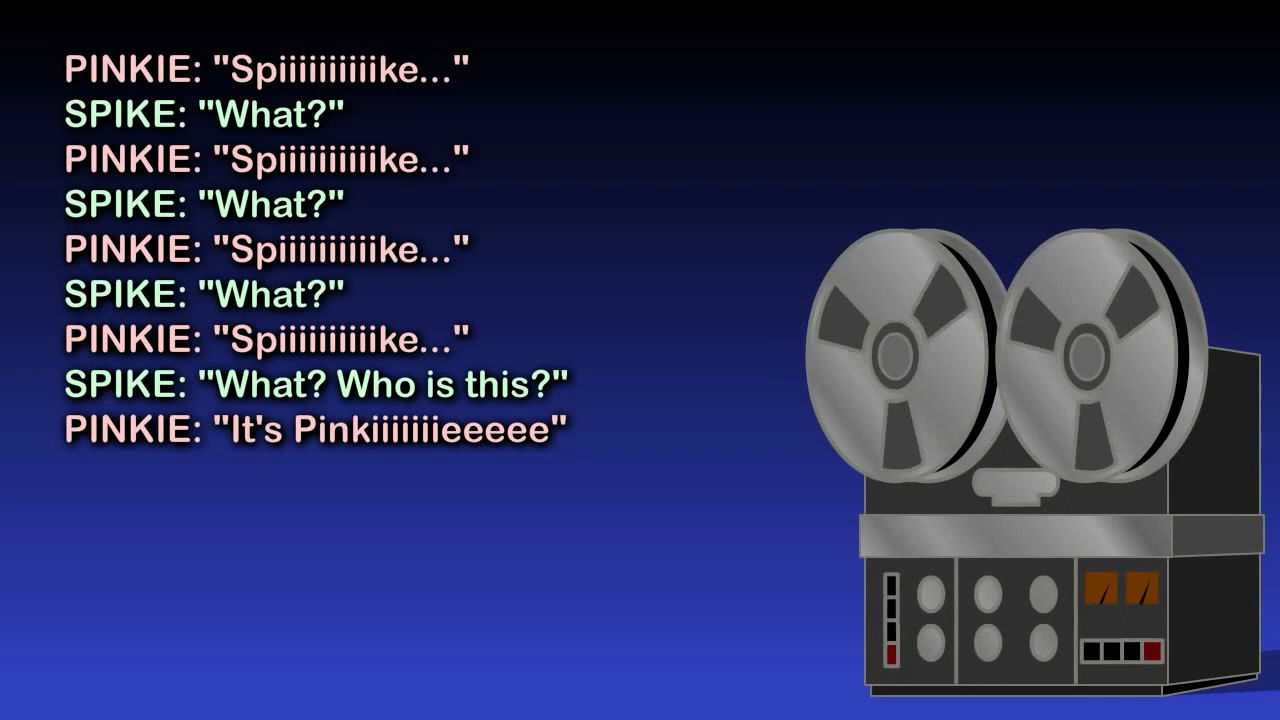 PINKIE: "Spiiiiiiiiiike..."
SPIKE: "What?"
PINKIE: "Spiiiiiiiiiike..."
SPIKE: "What?"
PINKIE: "Spiiiiiiiiiike..."
SPIKE: "What?"
PINKIE: "Spiiiiiiiiiike..."
SPIKE: "What? Who is this?"
PINKIE: "It's Pinkiiiiiiieeeee"